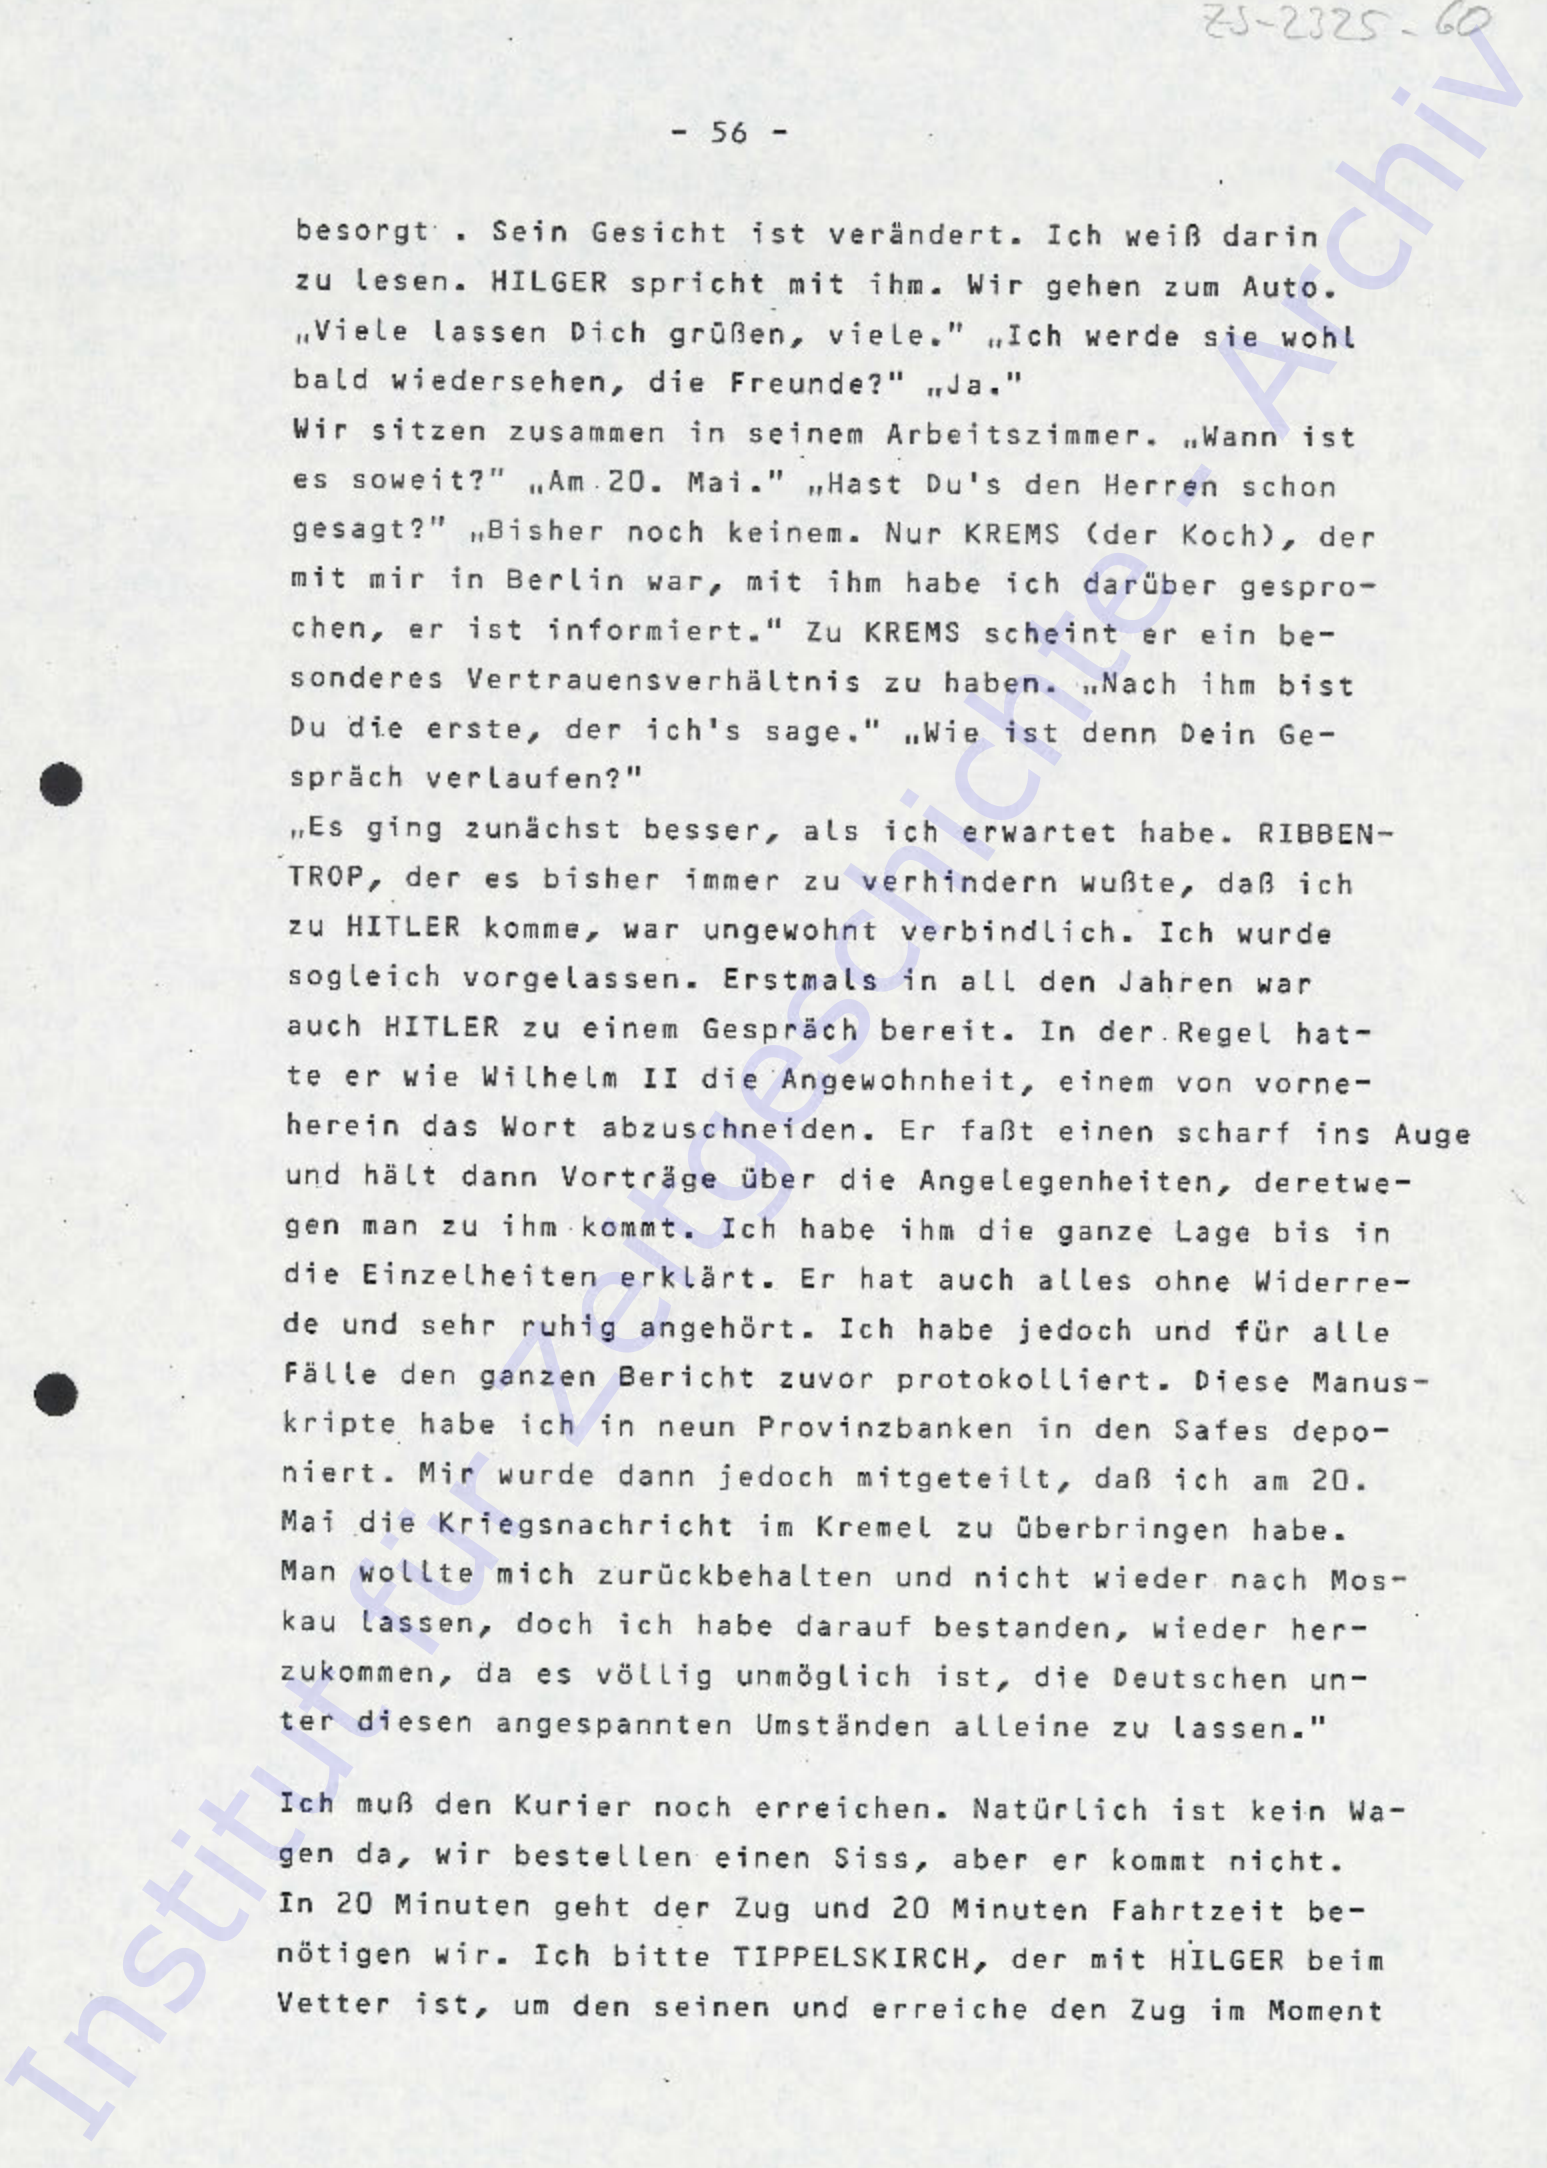 ZS-2325-60
- 56 -
besorgt . Sein Gesicht ist verändert. Ich weiß darin
zu lesen. HILGER spricht mit ihm. Wir gehen zum Auto.
„Viele lassen Dich grüßen, viele." „Ich werde sie wohl
bald wiedersehen, die Freunde?" „Ja."
Wir sitzen zusammen in seinem Arbeitszimmer. „Wann ist
es soweit?" „Am 20. Mai." „Hast Du's den Herren schon
gesagt?" „Bisher noch keinem. Nur KREMS (der Koch), der
mit mir in Berlin war, mit ihm habe ich darüber gespro-
chen, er ist informiert." Zu KREMS scheint er ein be-
sonderes Vertrauensverhältnis zu haben. „Nach ihm bist
Du die erste, der ich's sage." „Wie ist denn Dein Ge-
spräch verlaufen?"
„Es ging zunächst besser, als ich erwartet habe. RIBBEN-
TROP, der es bisher immer zu verhindern wußte, daß ich
zu HITLER komme, war ungewohnt verbindlich. Ich wurde
sogleich vorgelassen. Erstmals in all den Jahren war
auch HITLER zu einem Gespräch bereit. In der Regel hat-
te er wie Wilhelm II die Angewohnheit, einem von vorne-
herein das Wort abzuschneiden. Er faßt einen scharf ins Auge
und hält dann Vorträge über die Angelegenheiten, deretwe-
gen man zu ihm kommt. Ich habe ihm die ganze Lage bis in
die Einzelheiten erklärt. Er hat auch alles ohne Widerre-
de und sehr ruhig angehört. Ich habe jedoch und für alle
Fälle den ganzen Bericht zuvor protokolliert. Diese Manus-
kripte habe ich in neun Provinzbanken in den Safes depo-
niert. Mir wurde dann jedoch mitgeteilt, daß ich am 20.
Mai die Kriegsnachricht im Kremel zu überbringen habe.
Man wollte mich zurückbehalten und nicht wieder nach Mos-
kau lassen, doch ich habe darauf bestanden, wieder her-
zukommen, da es völlig unmöglich ist, die Deutschen un-
ter diesen angespannten Umständen alleine zu lassen."
Ich muß den Kurier noch erreichen. Natürlich ist kein Wa-
gen da, wir bestellen einen Siss, aber er kommt nicht.
In 20 Minuten geht der Zug und 20 Minuten Fahrtzeit be-
nötigen wir. Ich bitte TIPPELSKIRCH, der mit HILGER beim
Vetter ist, um den seinen und erreiche den Zug im Moment
Institut für Zeitgeschichte - Archiv